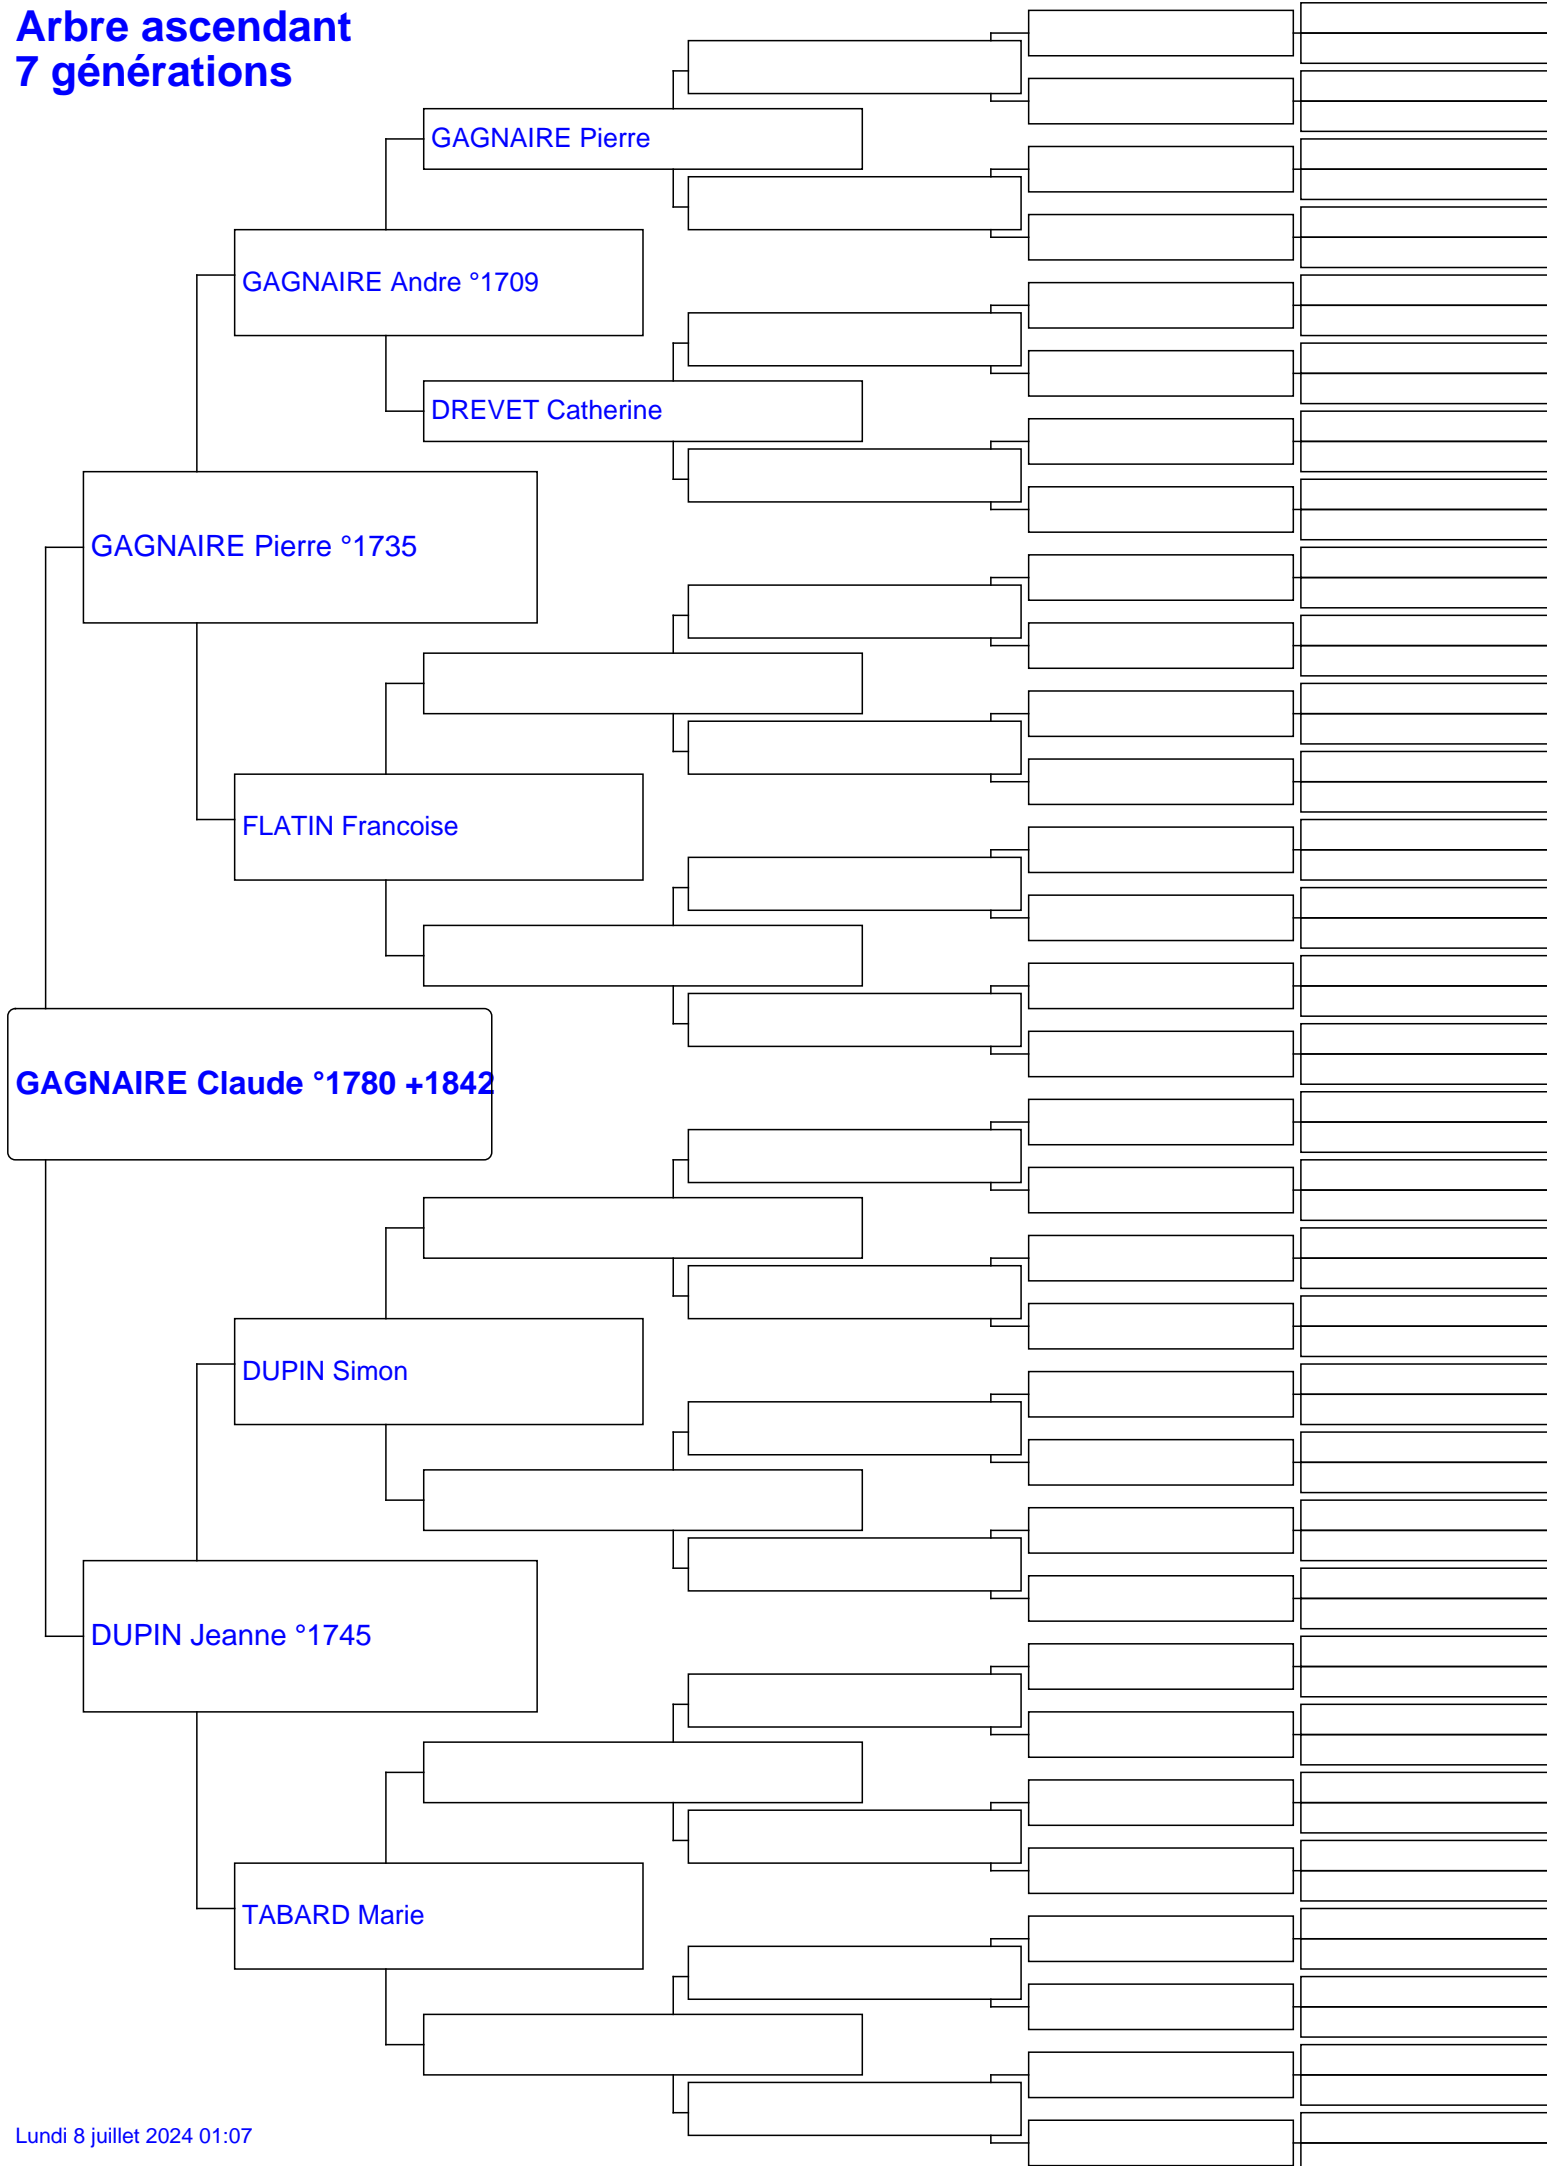 Arbre ascendant
7 générations
GAGNAIRE Pierre
GAGNAIRE Andre °1709
DREVET Catherine
GAGNAIRE Pierre °1735
FLATIN Francoise
GAGNAIRE Claude °1780 +1842
DUPIN Simon
DUPIN Jeanne °1745
TABARD Marie
Lundi 8 juillet 2024 01:07